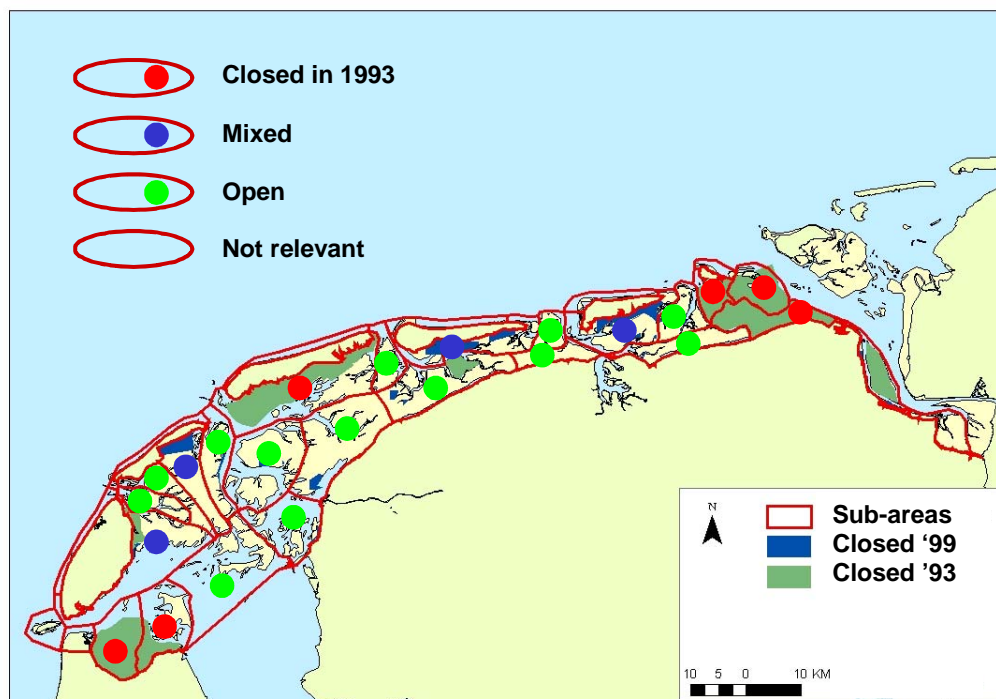 Closed in 1993
Mixed
Open
Not relevant
N
Sub-areas
Closed ‘99
Closed ’93
10 5 0 10 KM